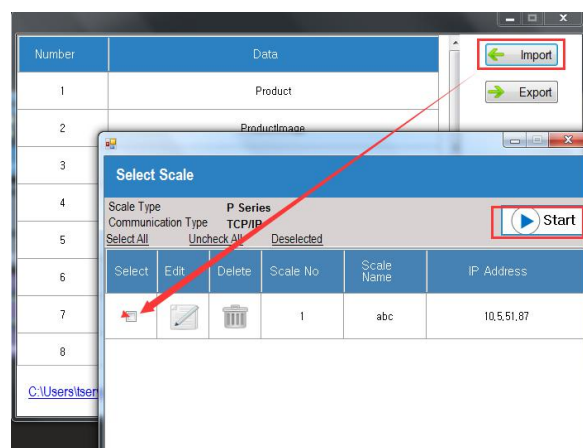 Number Data Import
1 Product Export
2 ProductImage
3
Select Scale
4
Scale Type P Series
Communication Type TCP/IP
Start
5
Select All Uncheck All Deselected
6
Select Edit Delete Scale No Scale Name IP Address
7
1 abc 10,5,51,87
8
C:\Users\tser